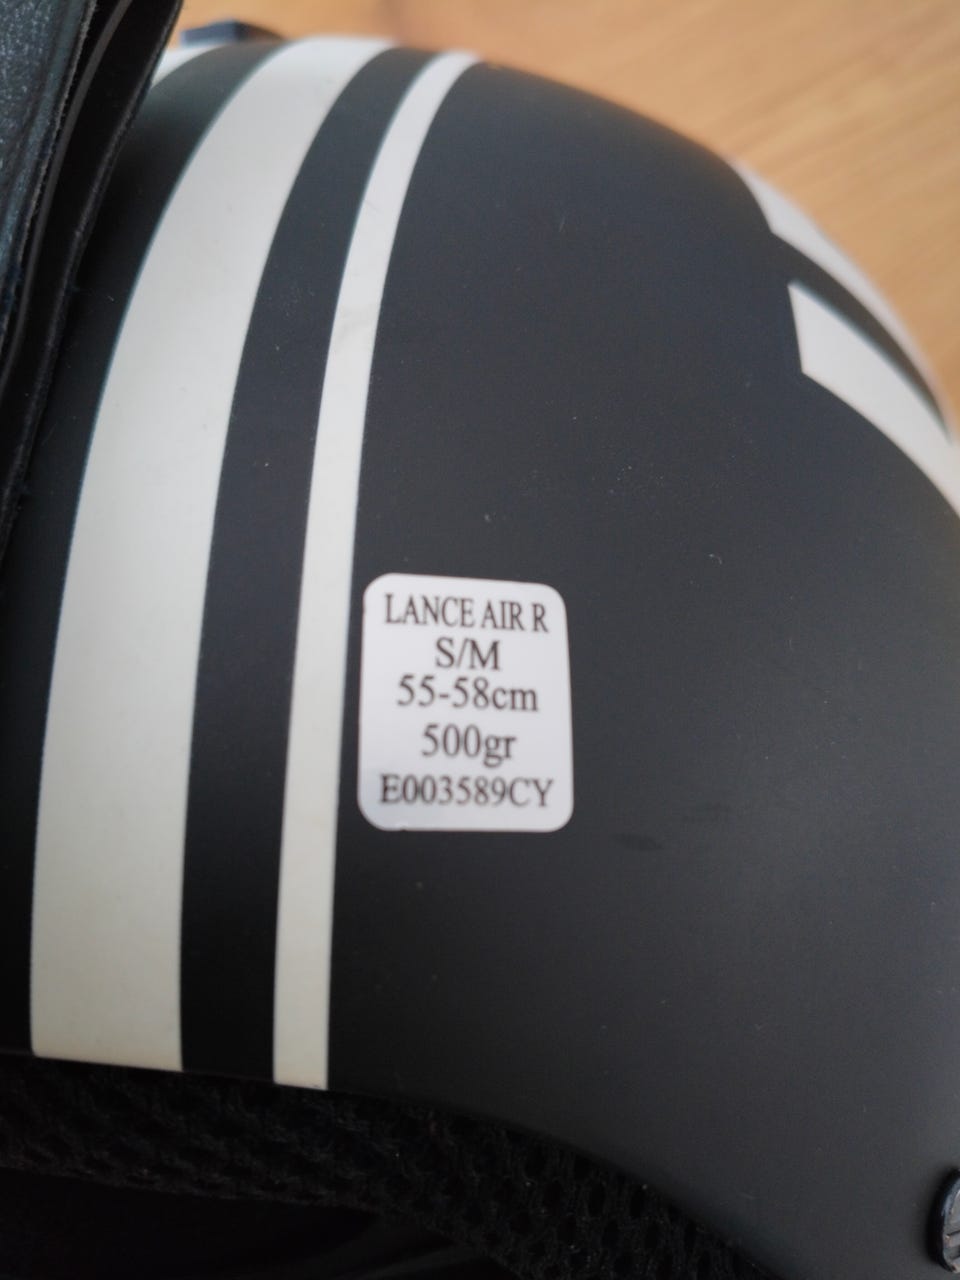 LANCE AIR R
S/M
55-58cm
500gr
E003589CY